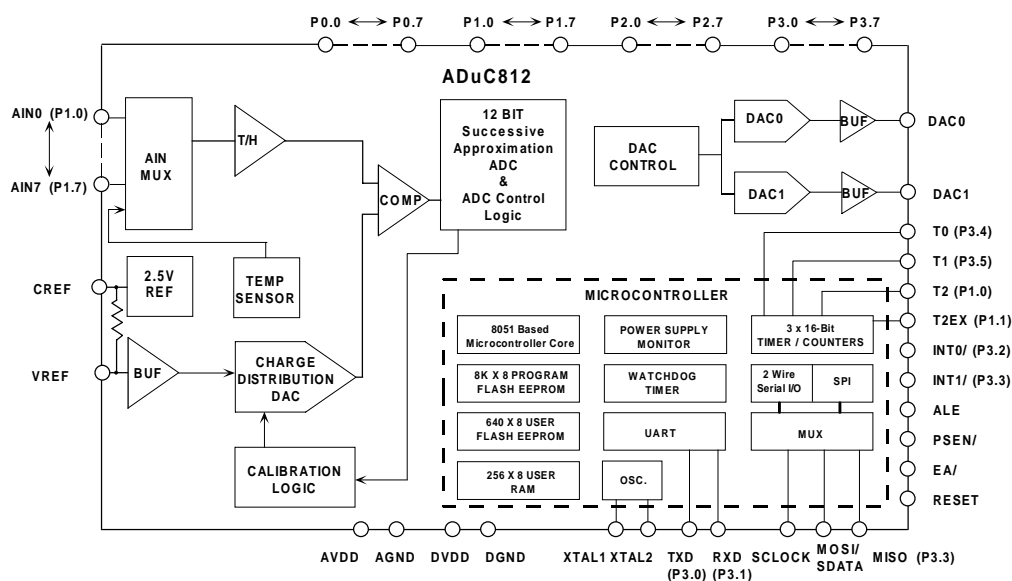 P0.0 P0.7 P1.0 P1.7 P2.0 P2.7 P3.0 P3.7
ADuC812
AIN0 (P1.0)
AIN7 (P1.7)
AIN
MUX
T/H
COMP
12 BIT
Successive
Approximation
ADC
&
ADC Control
Logic
DAC
CONTROL
DAC0
BUF
DAC0
DAC1
BUF
DAC1
T0 (P3.4)
T1 (P3.5)
T2 (P1.0)
T2EX (P1.1)
INT0/ (P3.2)
INT1/ (P3.3)
ALE
PSEN/
EA/
RESET
CREF
2.5V
REF
TEMP
SENSOR
VREF
BUF
CHARGE
DISTRIBUTION
DAC
CALIBRATION
LOGIC
MICROCONTROLLER
8051 Based
Microcontroller Core
POWER SUPPLY
MONITOR
3 x 16-Bit
TIMER / COUNTERS
8K X 8 PROGRAM
FLASH EEPROM
WATCHDOG
TIMER
2 Wire
Serial I/O
SPI
640 X 8 USER
FLASH EEPROM
UART
MUX
256 X 8 USER
RAM
OSC.
AVDD AGND DVDD DGND
XTAL1 XTAL2
TXD
(P3.0)
RXD
(P3.1)
SCLOCK
MOSI/
SDATA
MISO (P3.3)